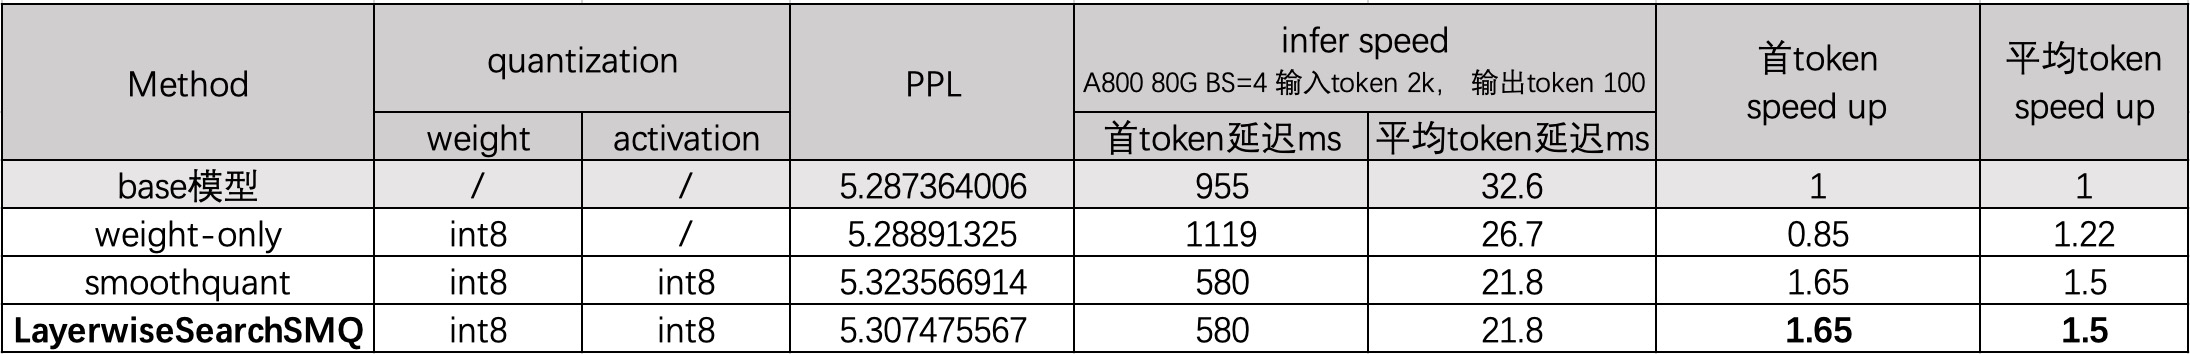 Method quantization PPL infer speed 首token speed up 平均token speed up
A800 80G BS=4 输入token 2k, 输出token 100
weight activation 首token延迟ms 平均token延迟ms
base模型 / / 5.287364006 955 32.6 1 1
weight-only int8 / 5.28891325 1119 26.7 0.85 1.22
smoothquant int8 int8 5.323566914 580 21.8 1.65 1.5
LayerwiseSearchSMQ int8 int8 5.307475567 580 21.8 1.65 1.5